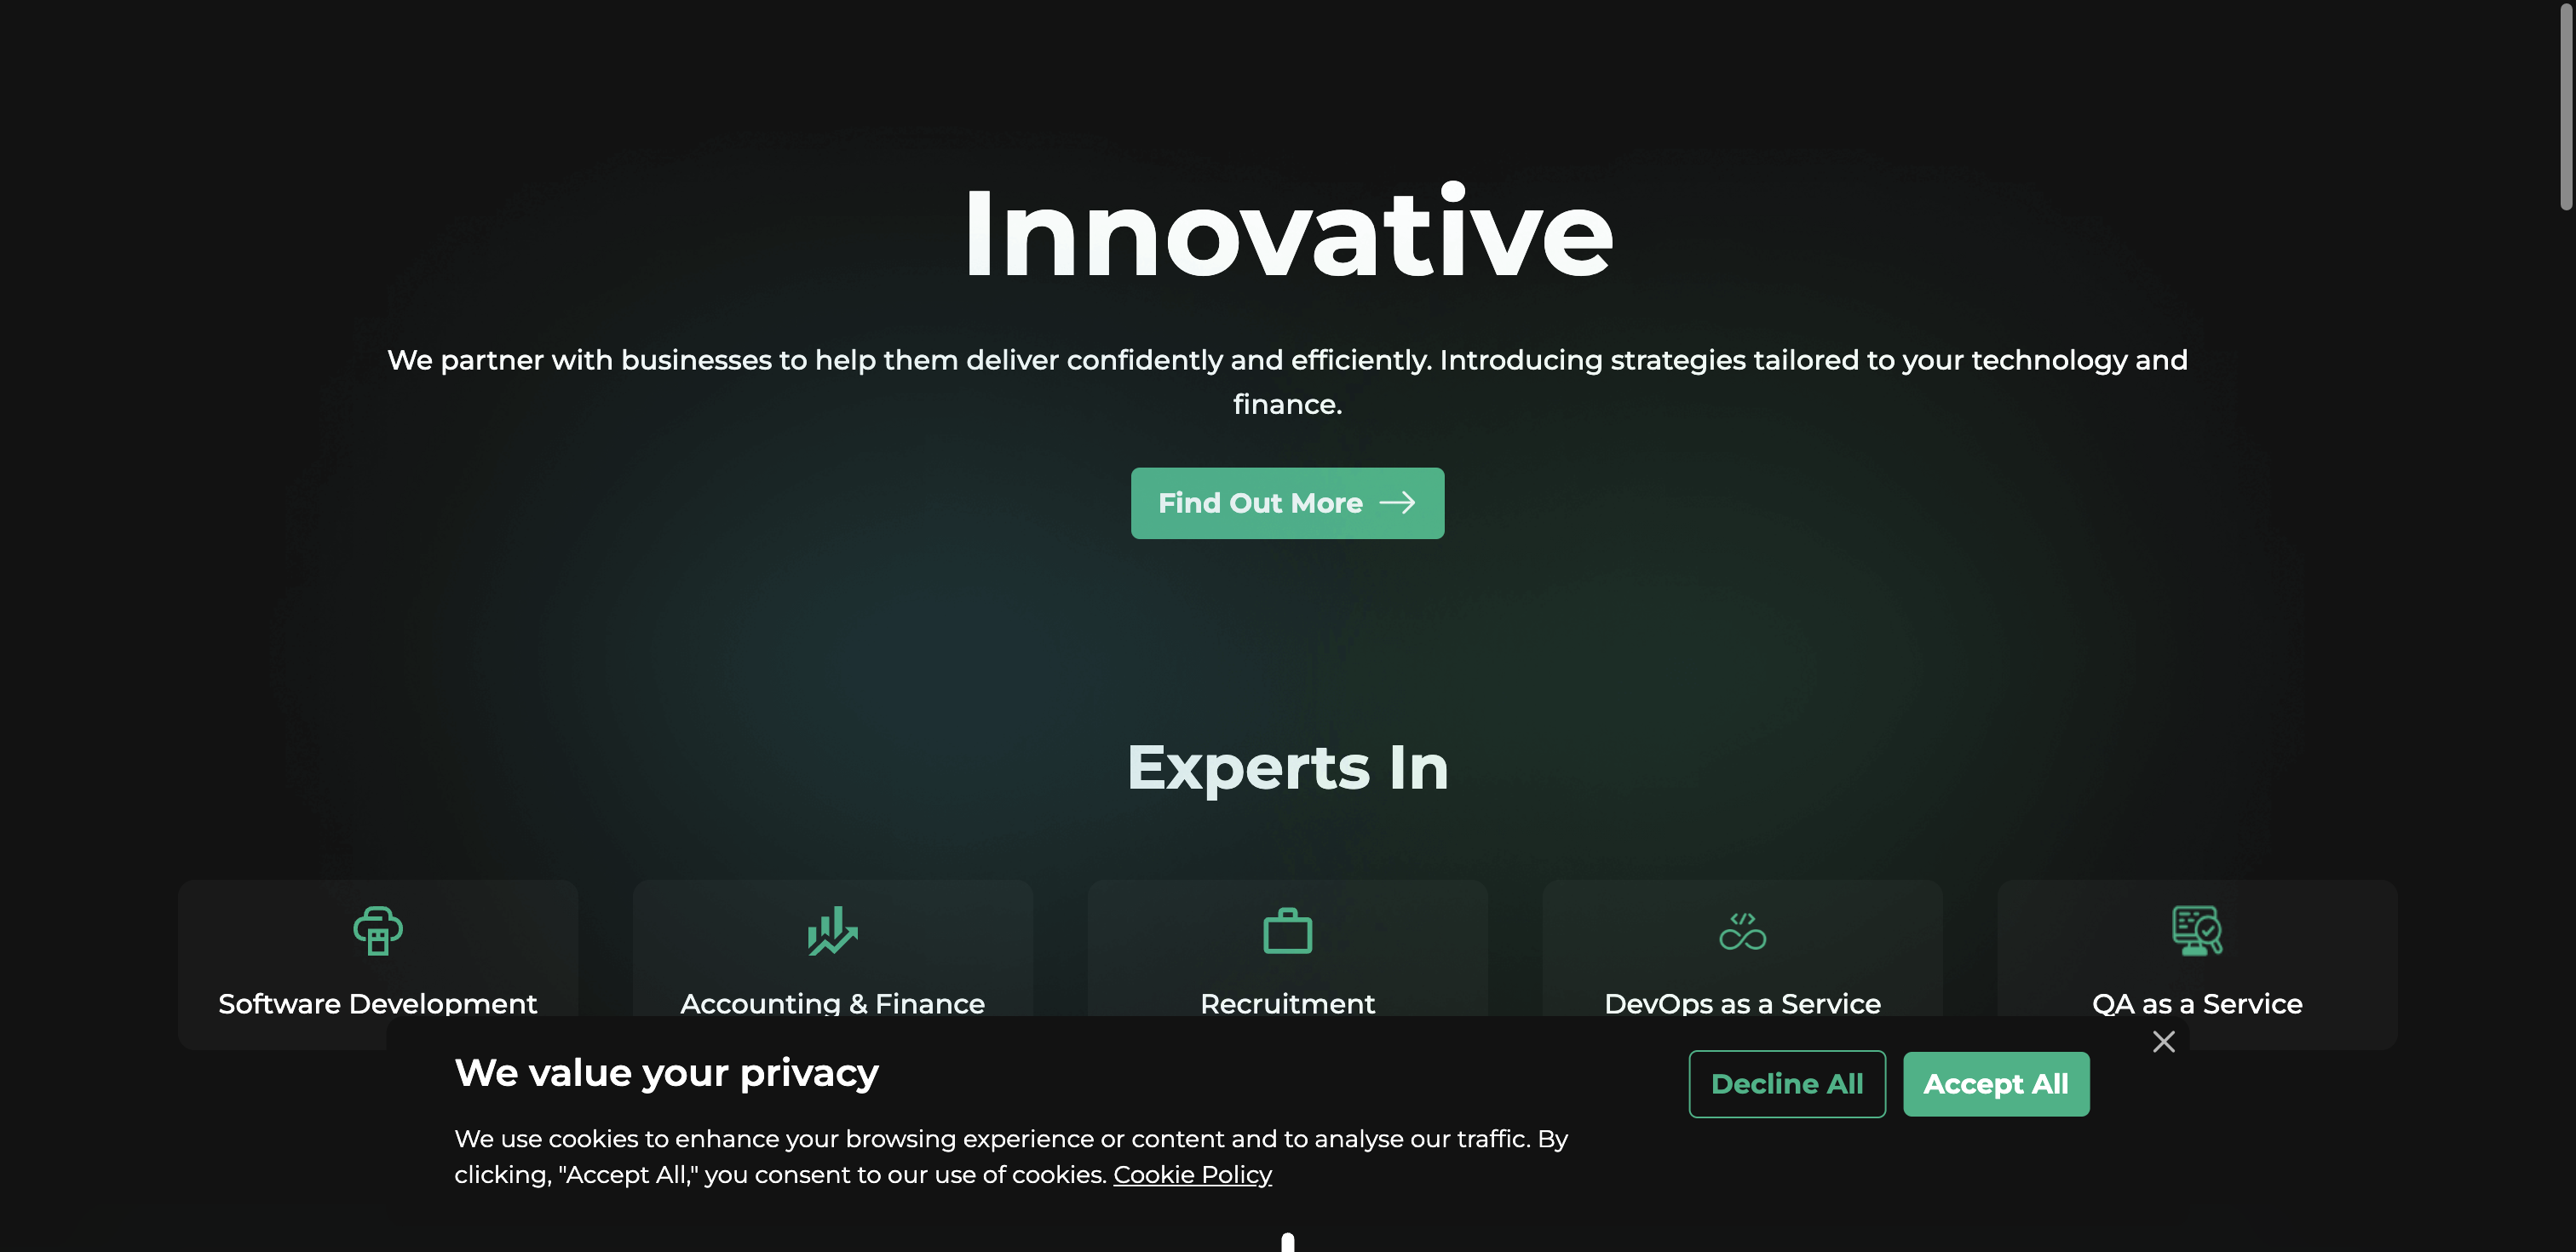 Innovative
We partner with businesses to help them deliver confidently and efficiently. Introducing strategies tailored to your technology and
finance.
Find Out More
Experts In
Software Development
Accounting & Finance
Recruitment
DevOps as a Service
QA as a Service
We value your privacy
Decline All
Accept All
We use cookies to enhance your browsing experience or content and to analyse our traffic. By
clicking, "Accept All," you consent to our use of cookies. Cookie Policy